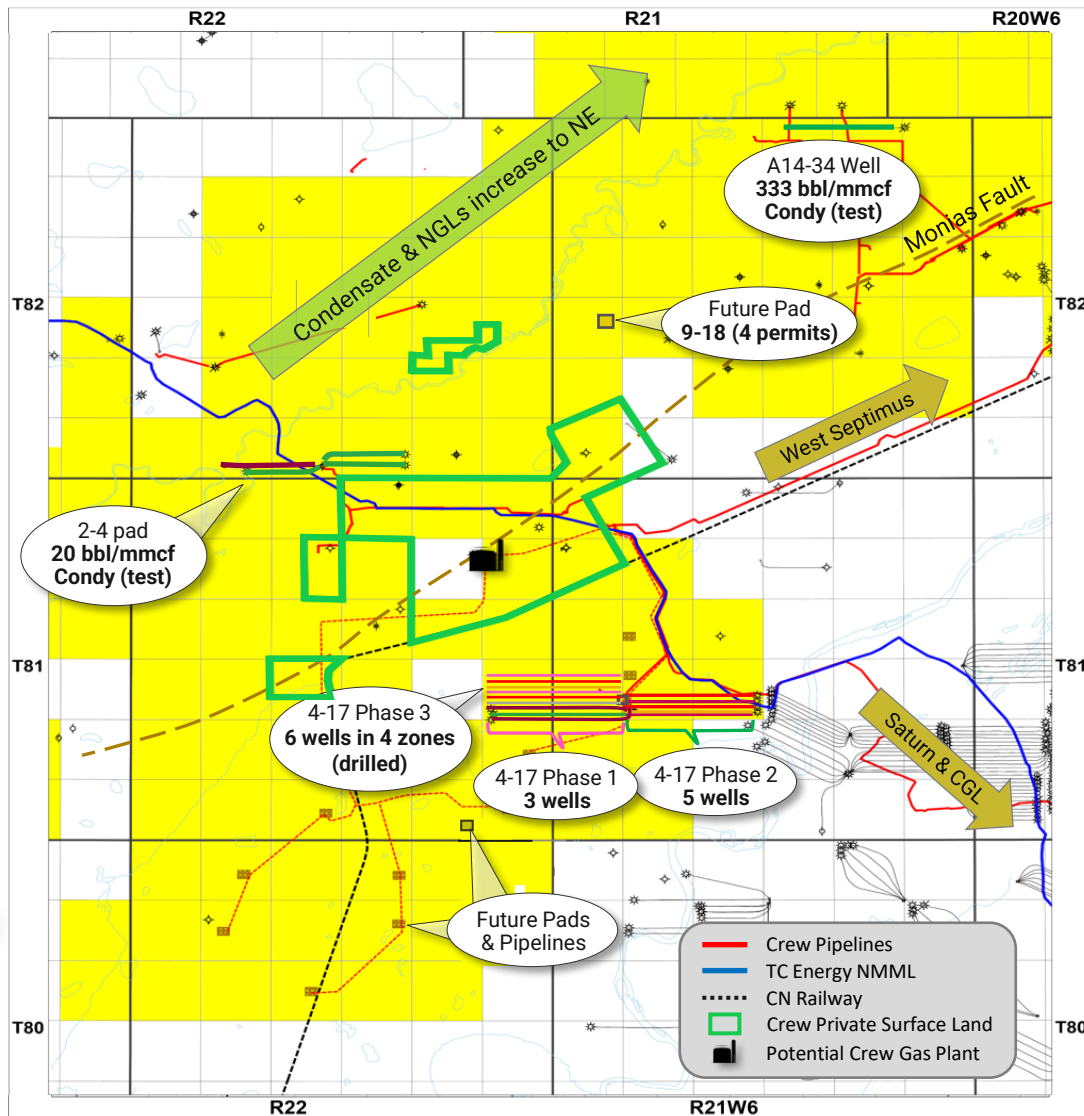 R22
R21
R20W6
A14-34 Well
333 bbl/mmcf
Condy (test)
Condensate & NGLs increase to NE
Monias Fault
T82
T82
Future Pad
9-18 (4 permits)
West Septimus
2-4 pad
20 bbl/mmcf
Condy (test)
T81
T81
4-17 Phase 3
6 wells in 4 zones
(drilled)
4-17 Phase 1
3 wells
4-17 Phase 2
5 wells
Saturn & CGL
Future Pads
& Pipelines
Crew Pipelines
TC Energy NMML
CN Railway
Crew Private Surface Land
Potential Crew Gas Plant
T80
T80
R22
R21W6